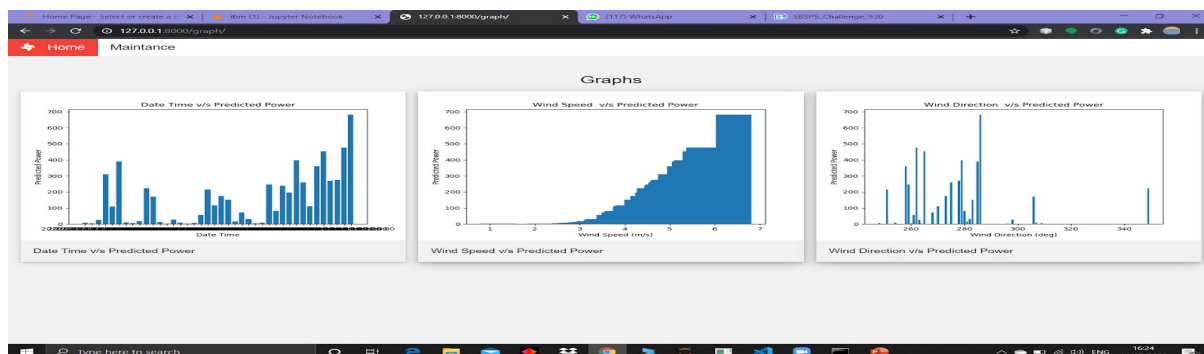 Home Page - Select or create a
ibm (1) - Jupyter Notebook
127.0.0.1:8000/graph/
(117) WhatsApp
SBSPS_Challenge_930
127.0.0.1:8000/graph/
Home Maintance
Graphs
Date Time v/s Predicted Power
700
600
500
400
300
200
100
0
Predicted Power
Date Time
Date Time v/s Predicted Power
Wind Speed v/s Predicted Power
700
600
500
400
300
200
100
0
Predicted Power
1 2 3 4 5 6 7
Wind Speed (m/s)
Wind Speed v/s Predicted Power
Wind Direction v/s Predicted Power
700
600
500
400
300
200
100
0
Predicted Power
260 280 300 320 340
Wind Direction (deg)
Wind Direction v/s Predicted Power
Type here to search
ENG
16:24